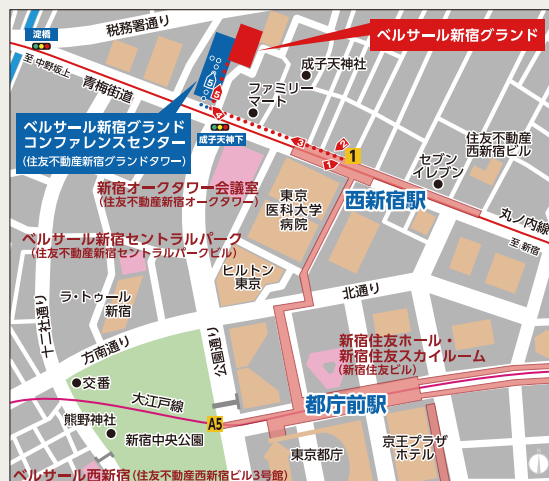 淀橋
税務署通り
至 中野坂上
青梅街道
ベルサール新宿グランド
成子天神社
ファミリー
マート
5
5
4
3
2
1
1
成子天神下
ベルサール新宿グランド
コンファレンスセンター
(住友不動産新宿グランドタワー)
住友不動産
西新宿ビル
セブン
イレブン
新宿オークタワー会議室
(住友不動産新宿オークタワー)
東京
医科大学
病院
西新宿駅
丸ノ内線
至 新宿
ベルサール新宿セントラルパーク
(住友不動産新宿セントラルパークビル)
ヒルトン
東京
北通り
ラ・トゥール
新宿
十二社通り
方南通り
公園通り
新宿住友ホール・
新宿住友スカイルーム
(新宿住友ビル)
交番
大江戸線
都庁前駅
A5
熊野神社
新宿中央公園
東京都庁
京王プラザ
ホテル
ベルサール西新宿(住友不動産西新宿ビル3号館)